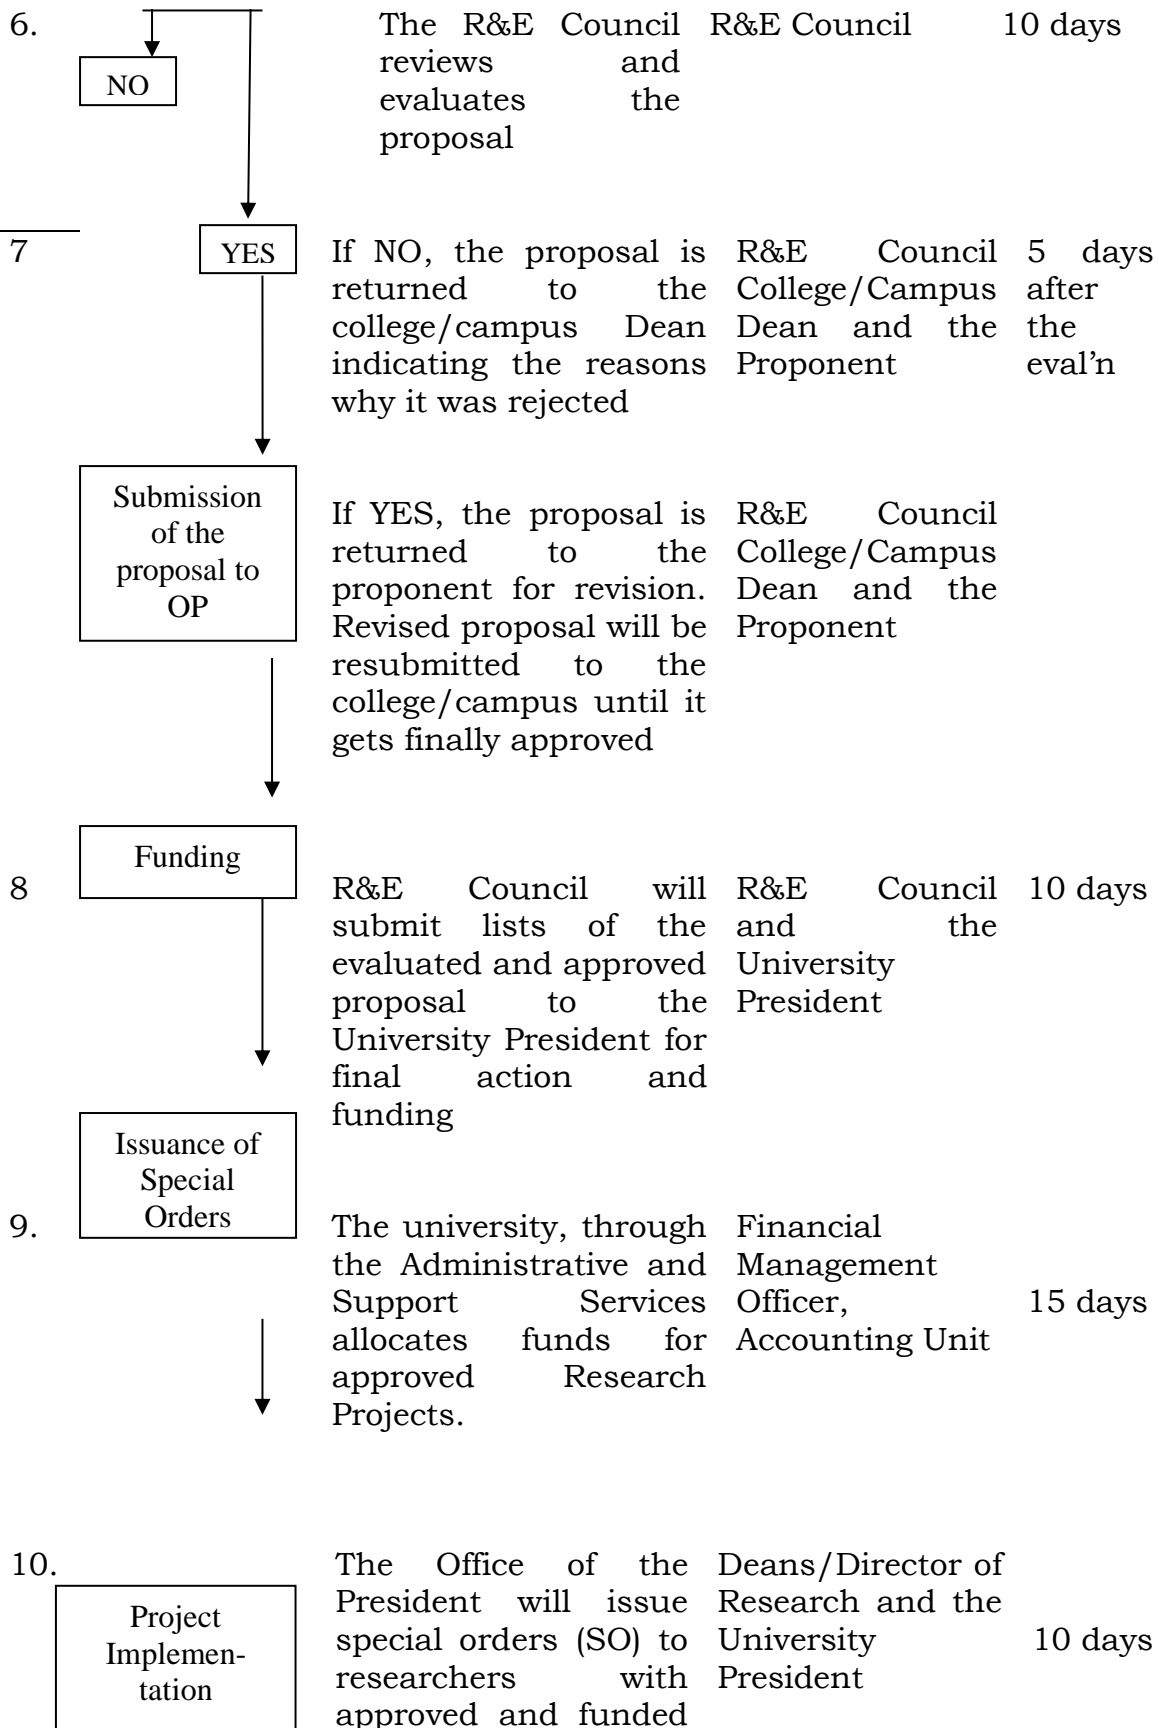 6.
NO
The R&E Council
reviews and
evaluates the
proposal
R&E Council
10 days
7
YES
If NO, the proposal is
returned to the
college/campus Dean
indicating the reasons
why it was rejected
R&E Council
College/Campus
Dean and the
Proponent
5 days
after
the
eval’n
Submission
of the
proposal to
OP
If YES, the proposal is
returned to the
proponent for revision.
Revised proposal will be
resubmitted to the
college/campus until it
gets finally approved
R&E Council
College/Campus
Dean and the
Proponent
Funding
8
R&E Council will
submit lists of the
evaluated and approved
proposal to the
University President for
final action and
funding
R&E Council
and the
University
President
10 days
Issuance of
Special
Orders
9.
The university, through
the Administrative and
Support Services
allocates funds for
approved Research
Projects.
Financial
Management
Officer,
Accounting Unit
15 days
10.
Project
Implemen-
tation
The Office of the
President will issue
special orders (SO) to
researchers with
approved and funded
Deans/Director of
Research and the
University
President
10 days